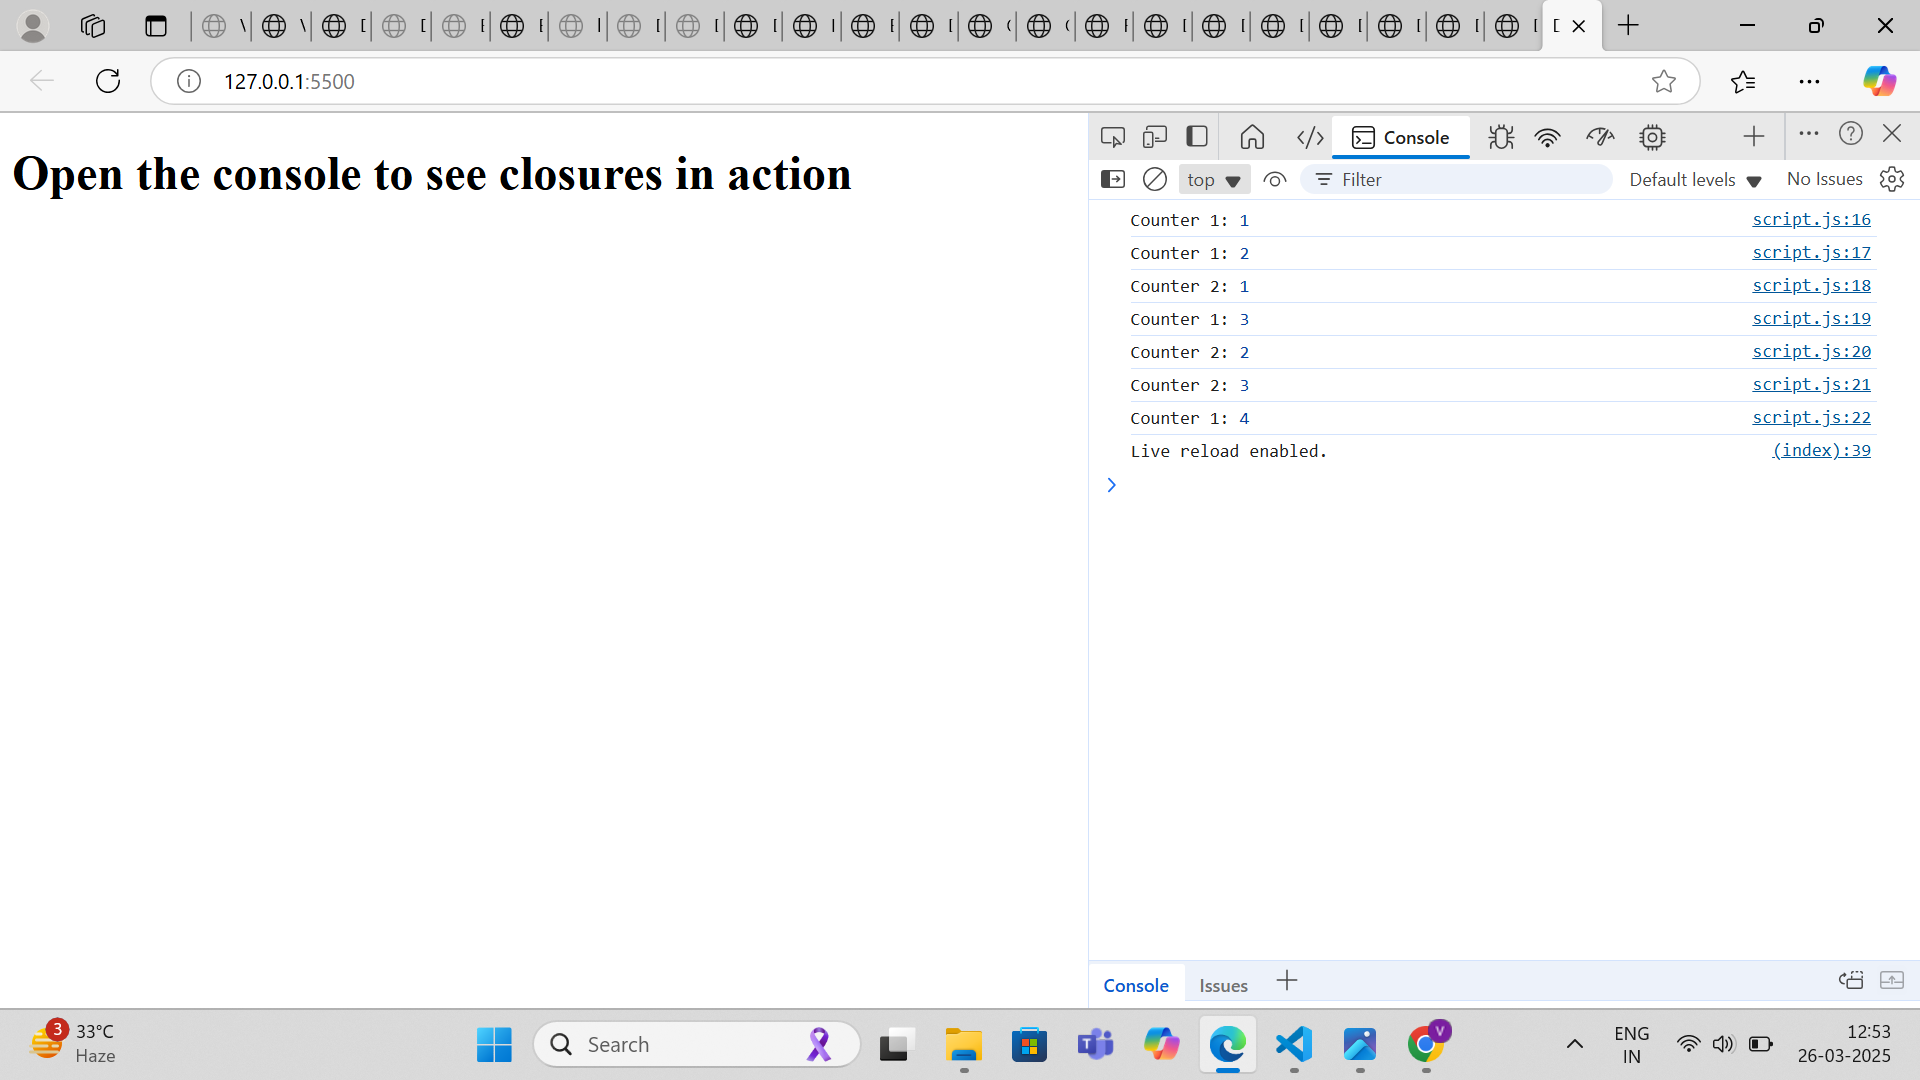 127.0.0.1:5500
Open the console to see closures in action
Console
top
Filter
Default levels
No Issues
Counter 1: 1 script.js:16
Counter 1: 2 script.js:17
Counter 2: 1 script.js:18
Counter 1: 3 script.js:19
Counter 2: 2 script.js:20
Counter 2: 3 script.js:21
Counter 1: 4 script.js:22
Live reload enabled. (index):39
Console
Issues
3
33°C
Haze
Search
T
V
ENG
IN
12:53
26-03-2025